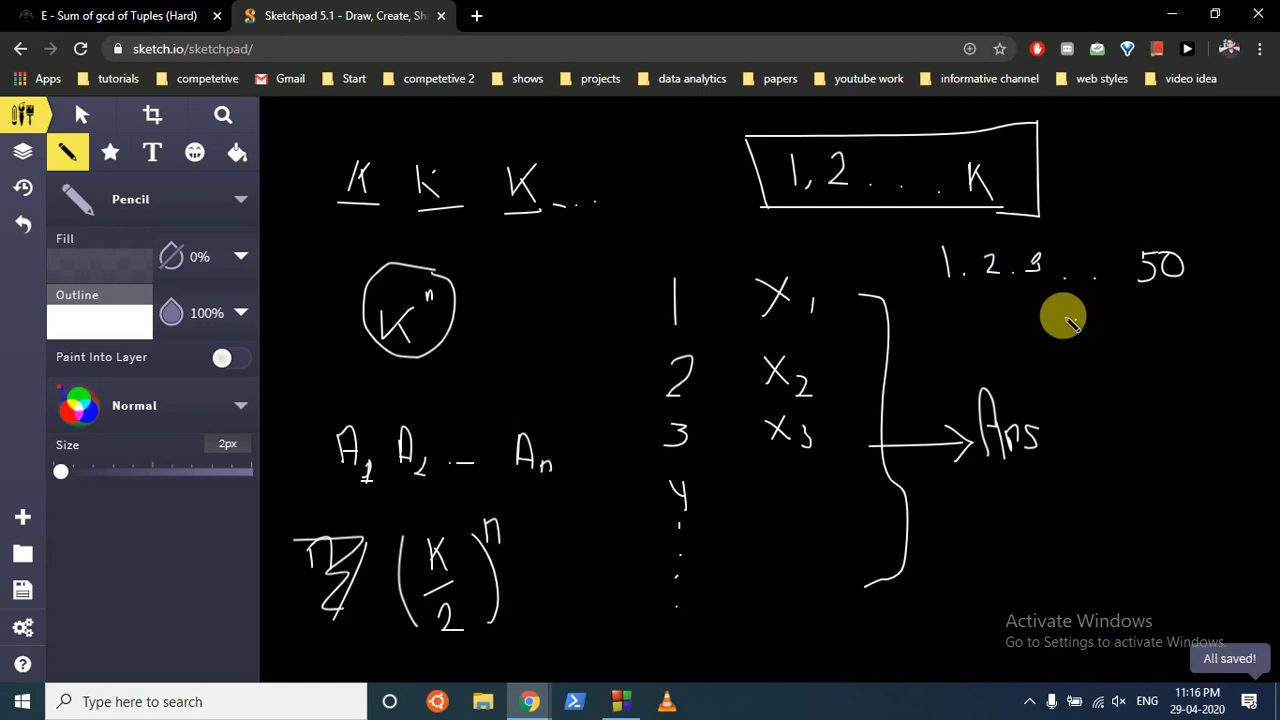 E - Sum of gcd of Tuples (Hard)
Sketchpad 5.1 - Draw, Create, Sha
sketch.io/sketchpad/
Apps tutorials competetive Gmail Start competetive 2 shows projects data analytics papers youtube work informative channel web styles video idea
Pencil
Fill
0%
Outline
100%
Paint Into Layer
Normal
Size
2px
K K K - . . .
1, 2 . . . . K
1 . 2 . 3 . . . 50
K^n
1 X1
2 X2
3 X3
4
Ans
A1 A2 -- An
(K/2)^n
Activate Windows
Go to Settings to activate Windows.
All saved!
Type here to search
ENG
11:16 PM
29-04-2020